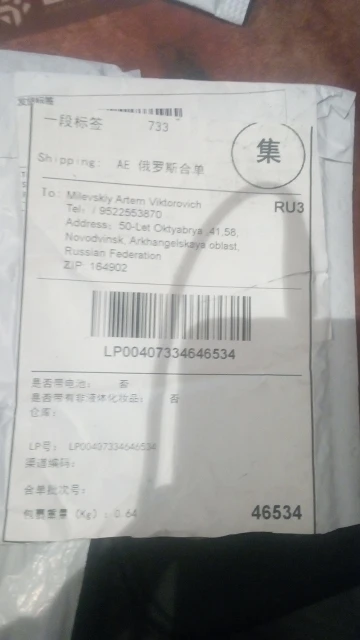 一段标签 733
集
Shipping: AE 俄罗斯合单
RU3
To: Milevskiy Artem Viktorovich
Tel: / 9522553870
Address: 50-Let Oktyabrya ,41,58,
Novodvinsk, Arkhangelskaya oblast,
Russian Federation
ZIP 164902
LP00407334646534
是否带电池: 否
是否带有非液体化妆品: 否
仓库:
LP号: LP00407334646534
渠道编码:
合单批次号:
包裹重量 (Kg): 0.64
46534